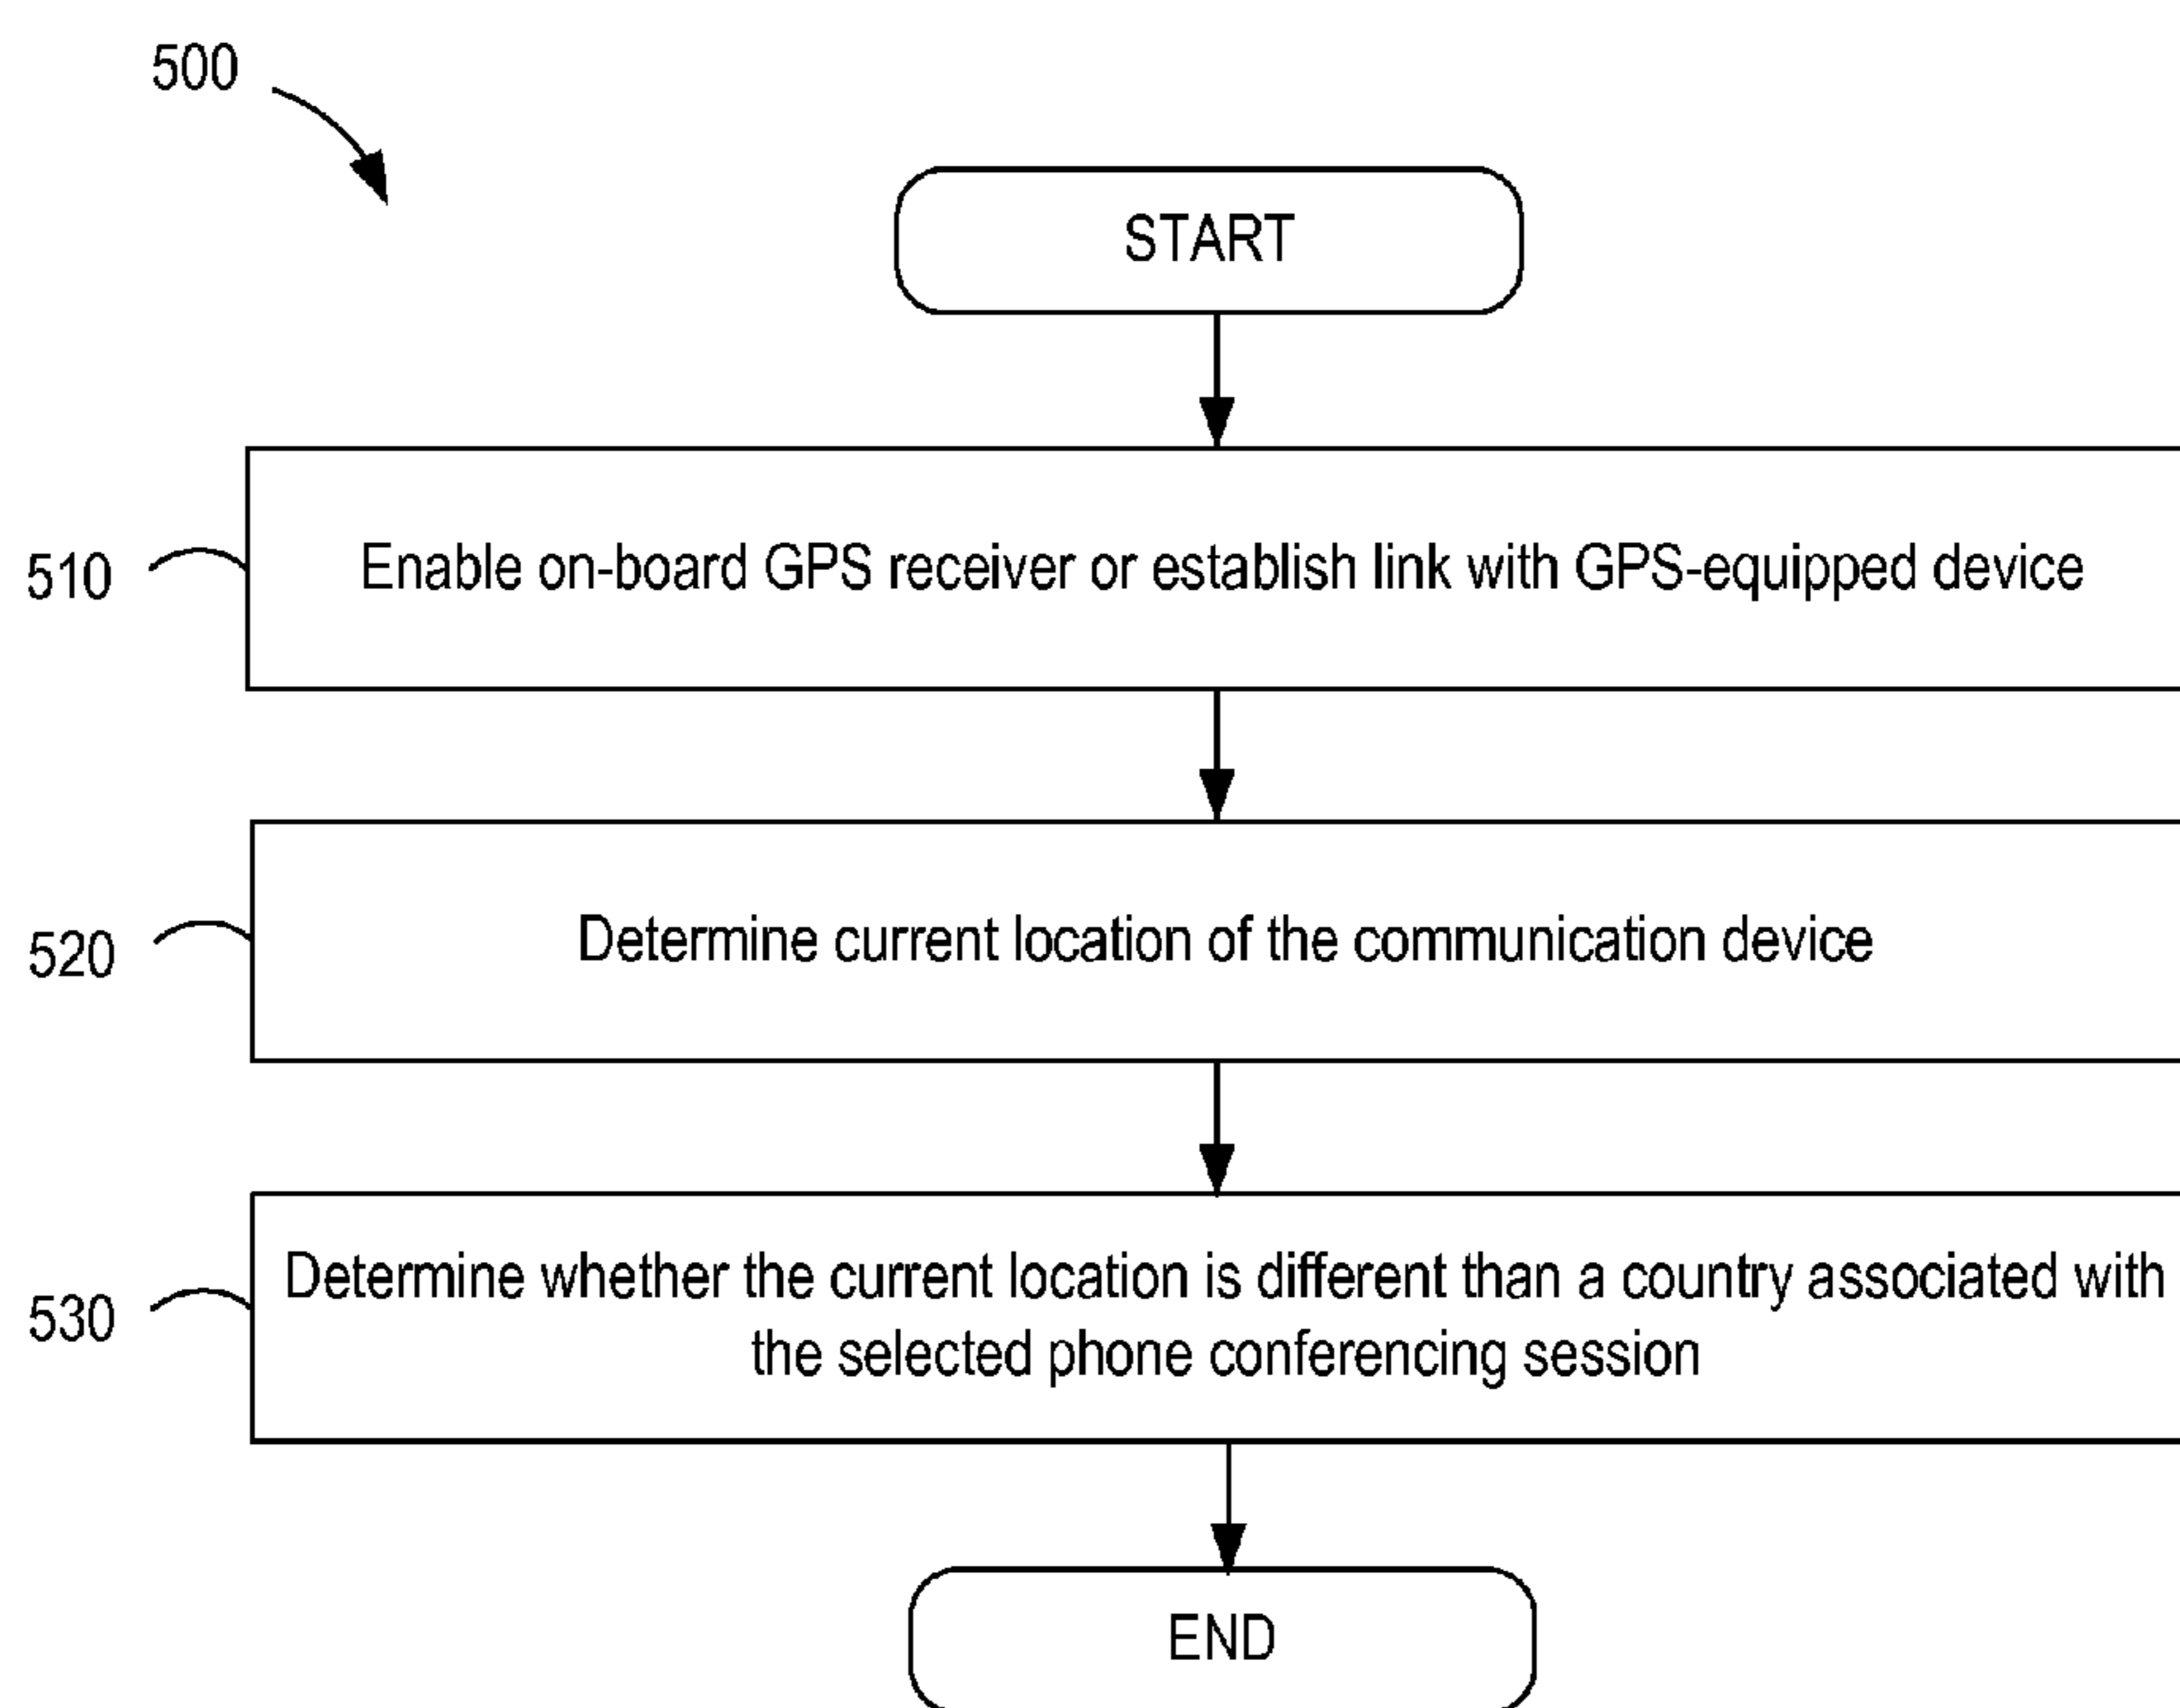 500
START
510
Enable on-board GPS receiver or establish link with GPS-equipped device
520
Determine current location of the communication device
530
Determine whether the current location is different than a country associated with
the selected phone conferencing session
END